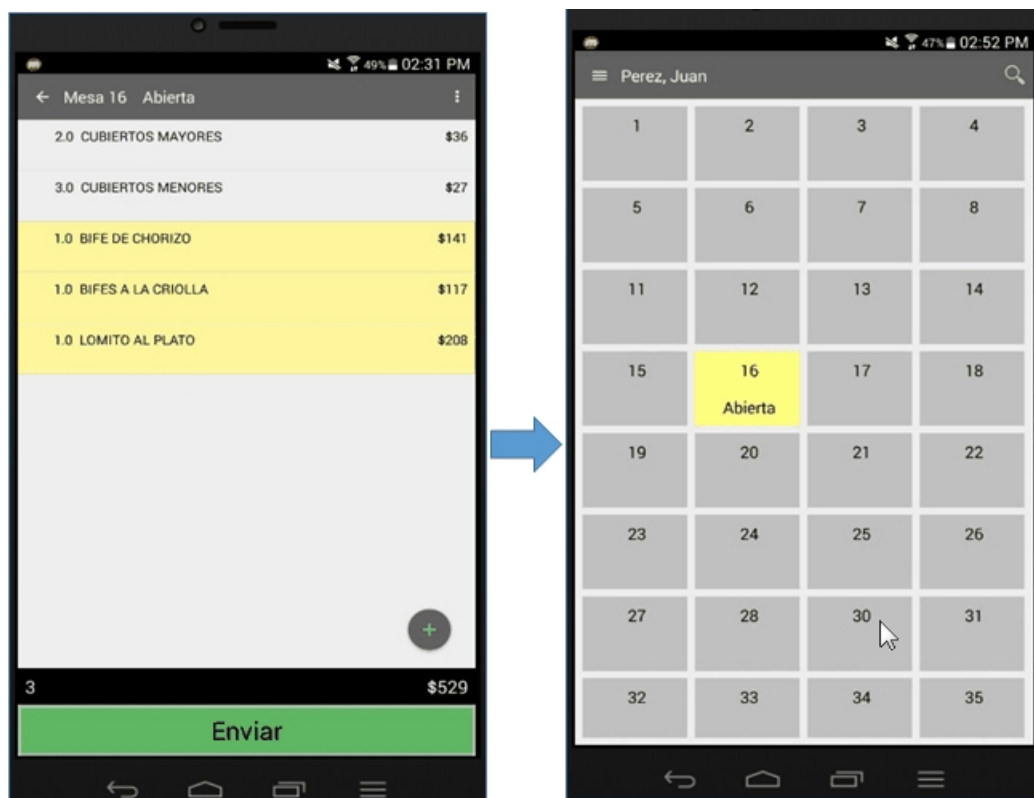 49% 02:31 PM
Mesa 16 Abierta
2.0 CUBIERTOS MAYORES $36
3.0 CUBIERTOS MENORES $27
1.0 BIFE DE CHORIZO $141
1.0 BIFES A LA CRIOLLA $117
1.0 LOMITO AL PLATO $208
+
3 $529
Enviar
47% 02:52 PM
Perez, Juan
1 2 3 4
5 6 7 8
11 12 13 14
15 16 17 18
Abierta
19 20 21 22
23 24 25 26
27 28 30 31
32 33 34 35